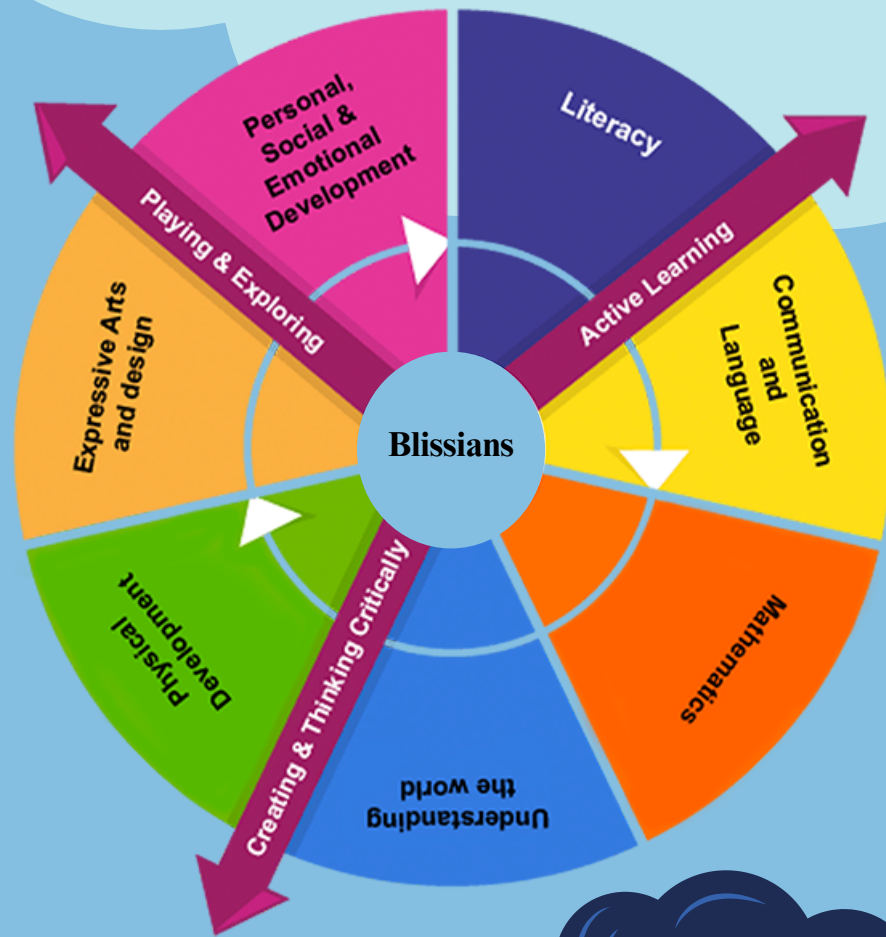 Personal,
Social &
Emotional
Development
Literacy
Playing & Exploring
Active Learning
Communication
and
Language
Expressive Arts
and design
Blissians
Mathematics
Physical
Development
Creating & Thinking Critically
Understanding
the world